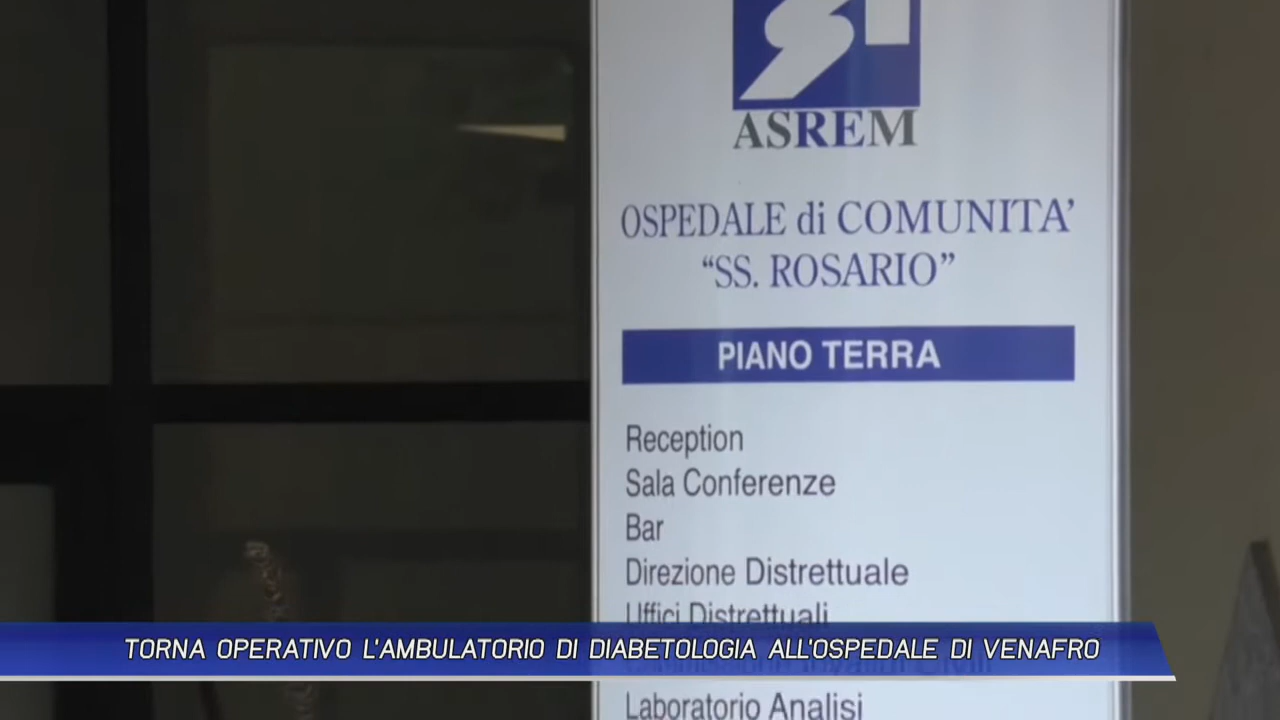 ASREM
OSPEDALE di COMUNITA'
“SS. ROSARIO”
PIANO TERRA
Reception
Sala Conferenze
Bar
Direzione Distrettuale
Uffici Distrettuali
TORNA OPERATIVO L'AMBULATORIO DI DIABETOLOGIA ALL'OSPEDALE DI VENAFRO
Laboratorio Analisi